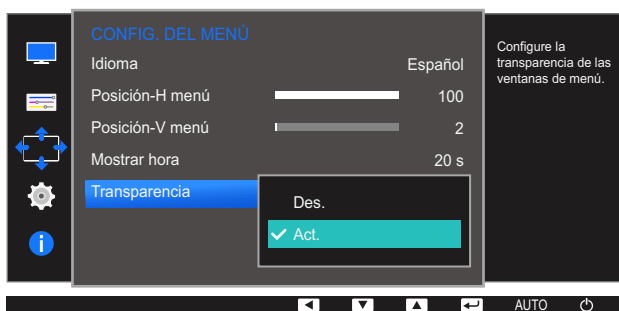 CONFIG. DEL MENÚ
Idioma Español
Posición-H menú 100
Posición-V menú 2
Mostrar hora 20 s
Transparencia
Des.
Act.
Configure la
transparencia de las
ventanas de menú.
AUTO